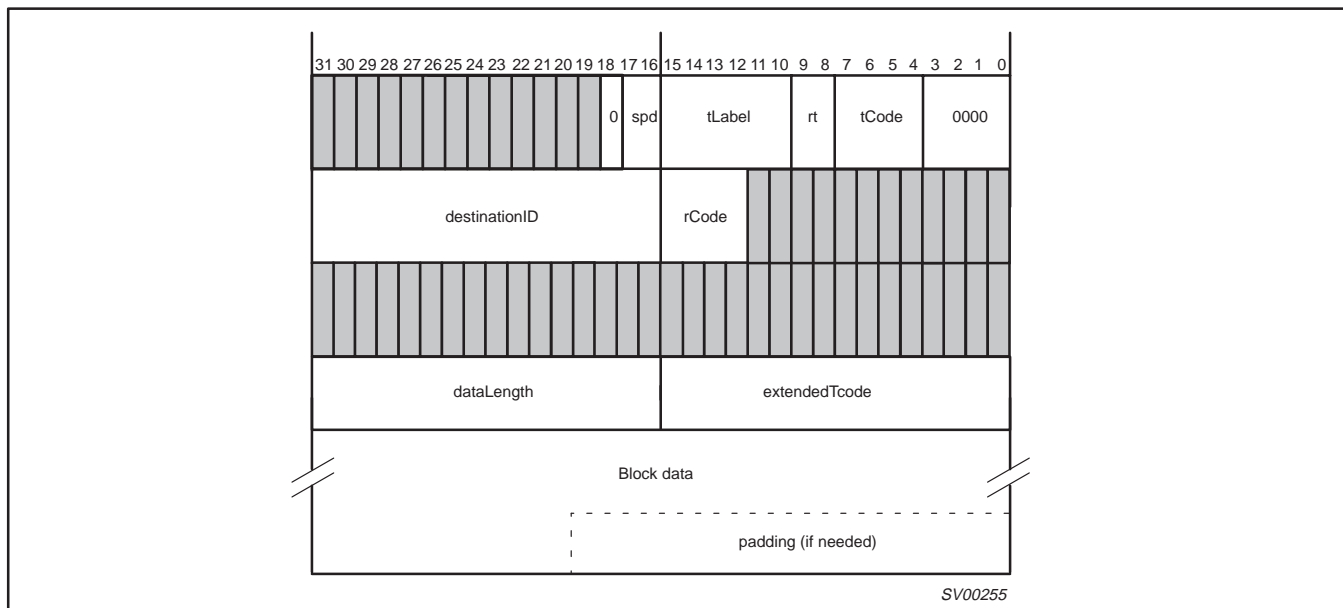 31 30 29 28 27 26 25 24 23 22 21 20 19 18 17 16 15 14 13 12 11 10 9 8 7 6 5 4 3 2 1 0
0 spd tLabel rt tCode 0000
destinationID rCode
dataLength extendedTcode
Block data
padding (if needed)
SV00255